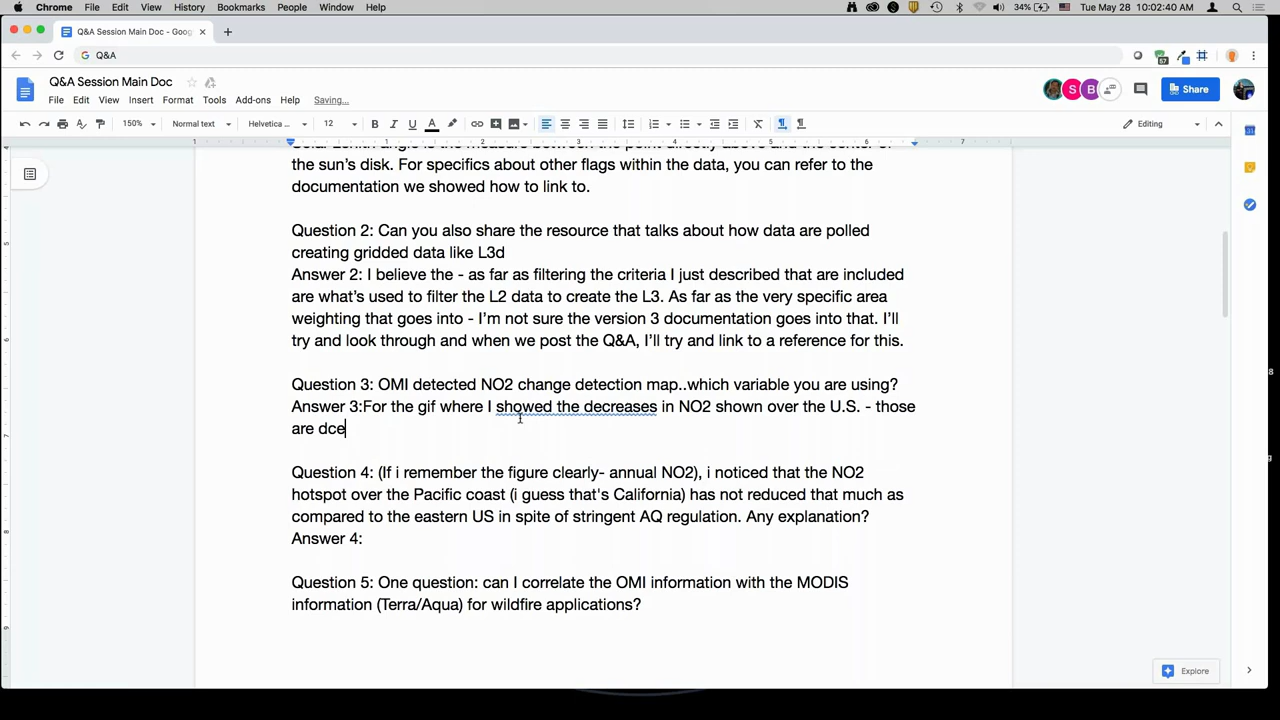 Chrome File Edit View History Bookmarks People Window Help 34% Tue May 28 10:02:40 AM
Q&A Session Main Doc - Goog
Q&A
Q&A Session Main Doc
File Edit View Insert Format Tools Add-ons Help Saving...
S B Share
150% Normal text Helvetica ... 12 B I U A Editing
1 1 2 3 4 5 6 7
the sun's disk. For specifics about other flags within the data, you can refer to the
documentation we showed how to link to.
Question 2: Can you also share the resource that talks about how data are polled
creating gridded data like L3d
Answer 2: I believe the - as far as filtering the criteria I just described that are included
are what's used to filter the L2 data to create the L3. As far as the very specific area
weighting that goes into - I'm not sure the version 3 documentation goes into that. I'll
try and look through and when we post the Q&A, I'll try and link to a reference for this.
Question 3: OMI detected NO2 change detection map..which variable you are using?
Answer 3:For the gif where I showed the decreases in NO2 shown over the U.S. - those
are dce
Question 4: (If i remember the figure clearly- annual NO2), i noticed that the NO2
hotspot over the Pacific coast (i guess that's California) has not reduced that much as
compared to the eastern US in spite of stringent AQ regulation. Any explanation?
Answer 4:
Question 5: One question: can I correlate the OMI information with the MODIS
information (Terra/Aqua) for wildfire applications?
Explore